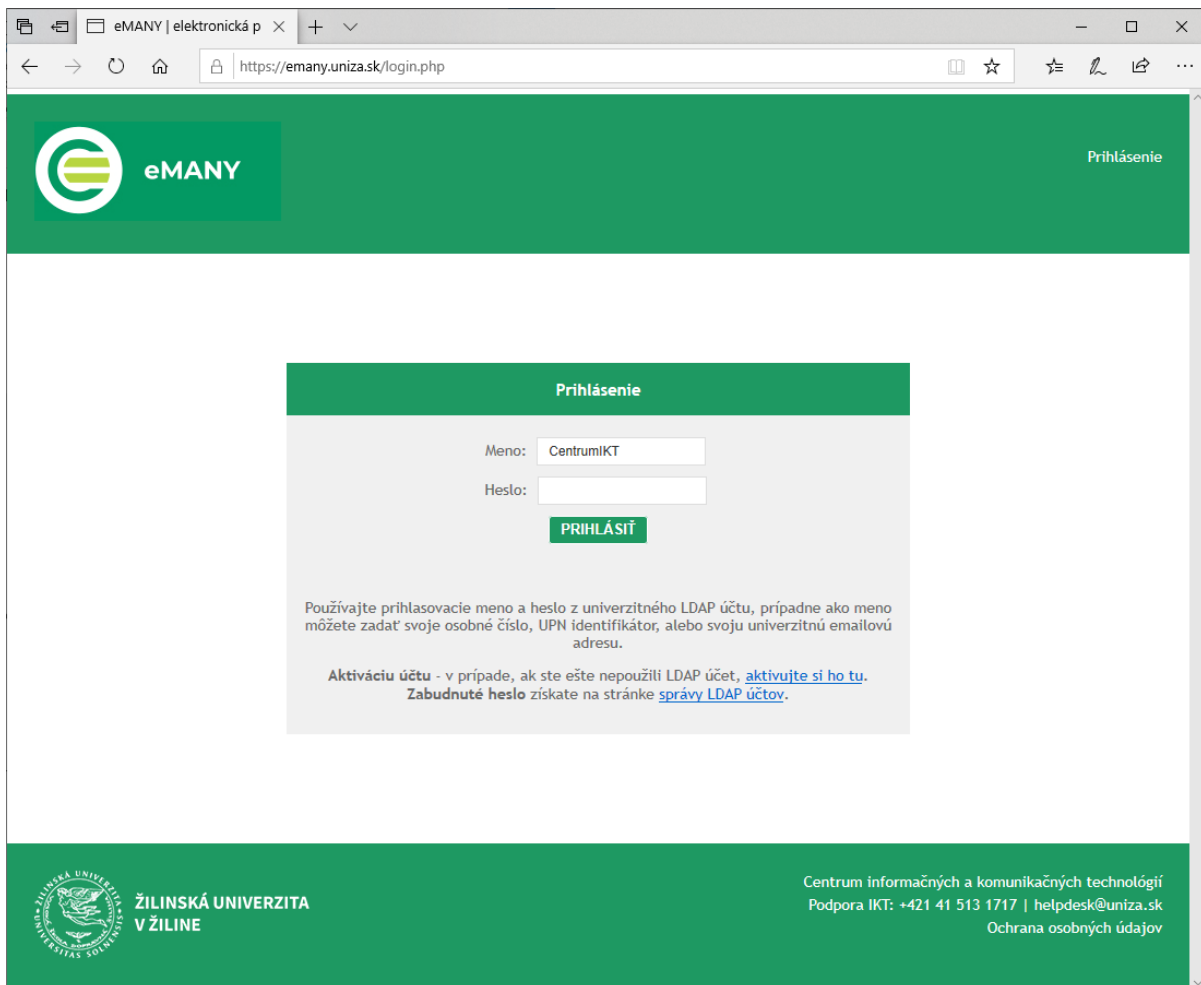 eMANY | elektronická p
https://emany.uniza.sk/login.php
eMANY
Prihlásenie
Prihlásenie
Meno: CentrumIKT
Heslo:
PRIHLÁSIŤ
Používajte prihlasovacie meno a heslo z univerzitného LDAP účtu, prípadne ako meno
môžete zadať svoje osobné číslo, UPN identifikátor, alebo svoju univerzitnú emailovú
adresu.
Aktiváciu účtu - v prípade, ak ste ešte nepoužili LDAP účet, aktivujte si ho tu.
Zabudnuté heslo získate na stránke správy LDAP účtov.
ŽILINSKÁ UNIVERZITA
V ŽILINE
Centrum informačných a komunikačných technológií
Podpora IKT: +421 41 513 1717 | helpdesk@uniza.sk
Ochrana osobných údajov